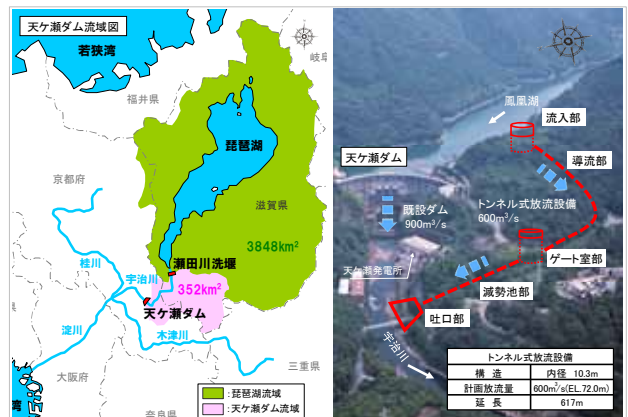 天ケ瀬ダム流域図
若狭湾
岐阜
福井県
琵琶湖
京都府
滋賀県
3848km²
瀬田川洗堰
桂川
宇治川
352km²
天ケ瀬ダム
淀川
木津川
大阪湾
大阪府
三重県
奈良県
:琵琶湖流域
:天ケ瀬ダム流域
鳳凰湖
流入部
天ケ瀬ダム
導流部
既設ダム
900m³/s
トンネル式放流設備
600m³/s
ゲート室部
天ケ瀬発電所
減勢池部
吐口部
宇治川
トンネル式放流設備
構造 内径 10.3m
計画放流量 600m³/s(EL.72.0m)
延長 617m